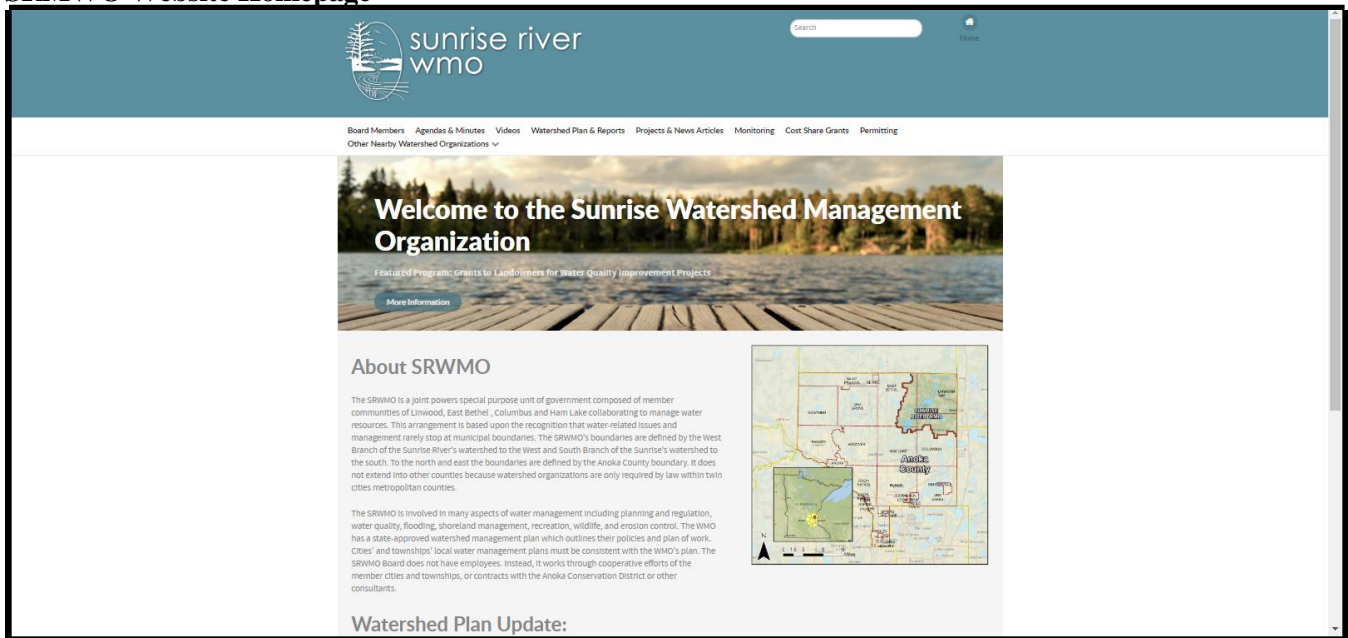 SRMWO Website Homepage
sunrise river
wmo
Search
Home
Board Members Agendas & Minutes Videos Watershed Plan & Reports Projects & News Articles Monitoring Cost Share Grants Permitting
Other Nearby Watershed Organizations
Welcome to the Sunrise Watershed Management
Organization
Featured Program: Grants to Landowners for Water Quality Improvement Projects
More Information
About SRWMO
The SRWMO is a joint powers special purpose unit of government composed of member
communities of Linwood, East Bethel , Columbus and Ham Lake collaborating to manage water
resources. This arrangement is based upon the recognition that water-related issues and
management rarely stop at municipal boundaries. The SRWMO's boundaries are defined by the West
Branch of the Sunrise River's watershed to the West and South Branch of the Sunrise's watershed to
the south. To the north and east the boundaries are defined by the Anoka County boundary. It does
not extend into other counties because watershed organizations are only required by law within twin
cities metropolitan counties.
The SRWMO is involved in many aspects of water management including planning and regulation,
water quality, flooding, shoreland management, recreation, wildlife, and erosion control. The WMO
has a state-approved watershed management plan which outlines their policies and plan of work.
Cities' and townships' local water management plans must be consistent with the WMO's plan. The
SRWMO Board does not have employees. Instead, it works through cooperative efforts of the
member cities and townships, or contracts with the Anoka Conservation District or other
consultants.
Anoka
County
N
Miles
Watershed Plan Update: